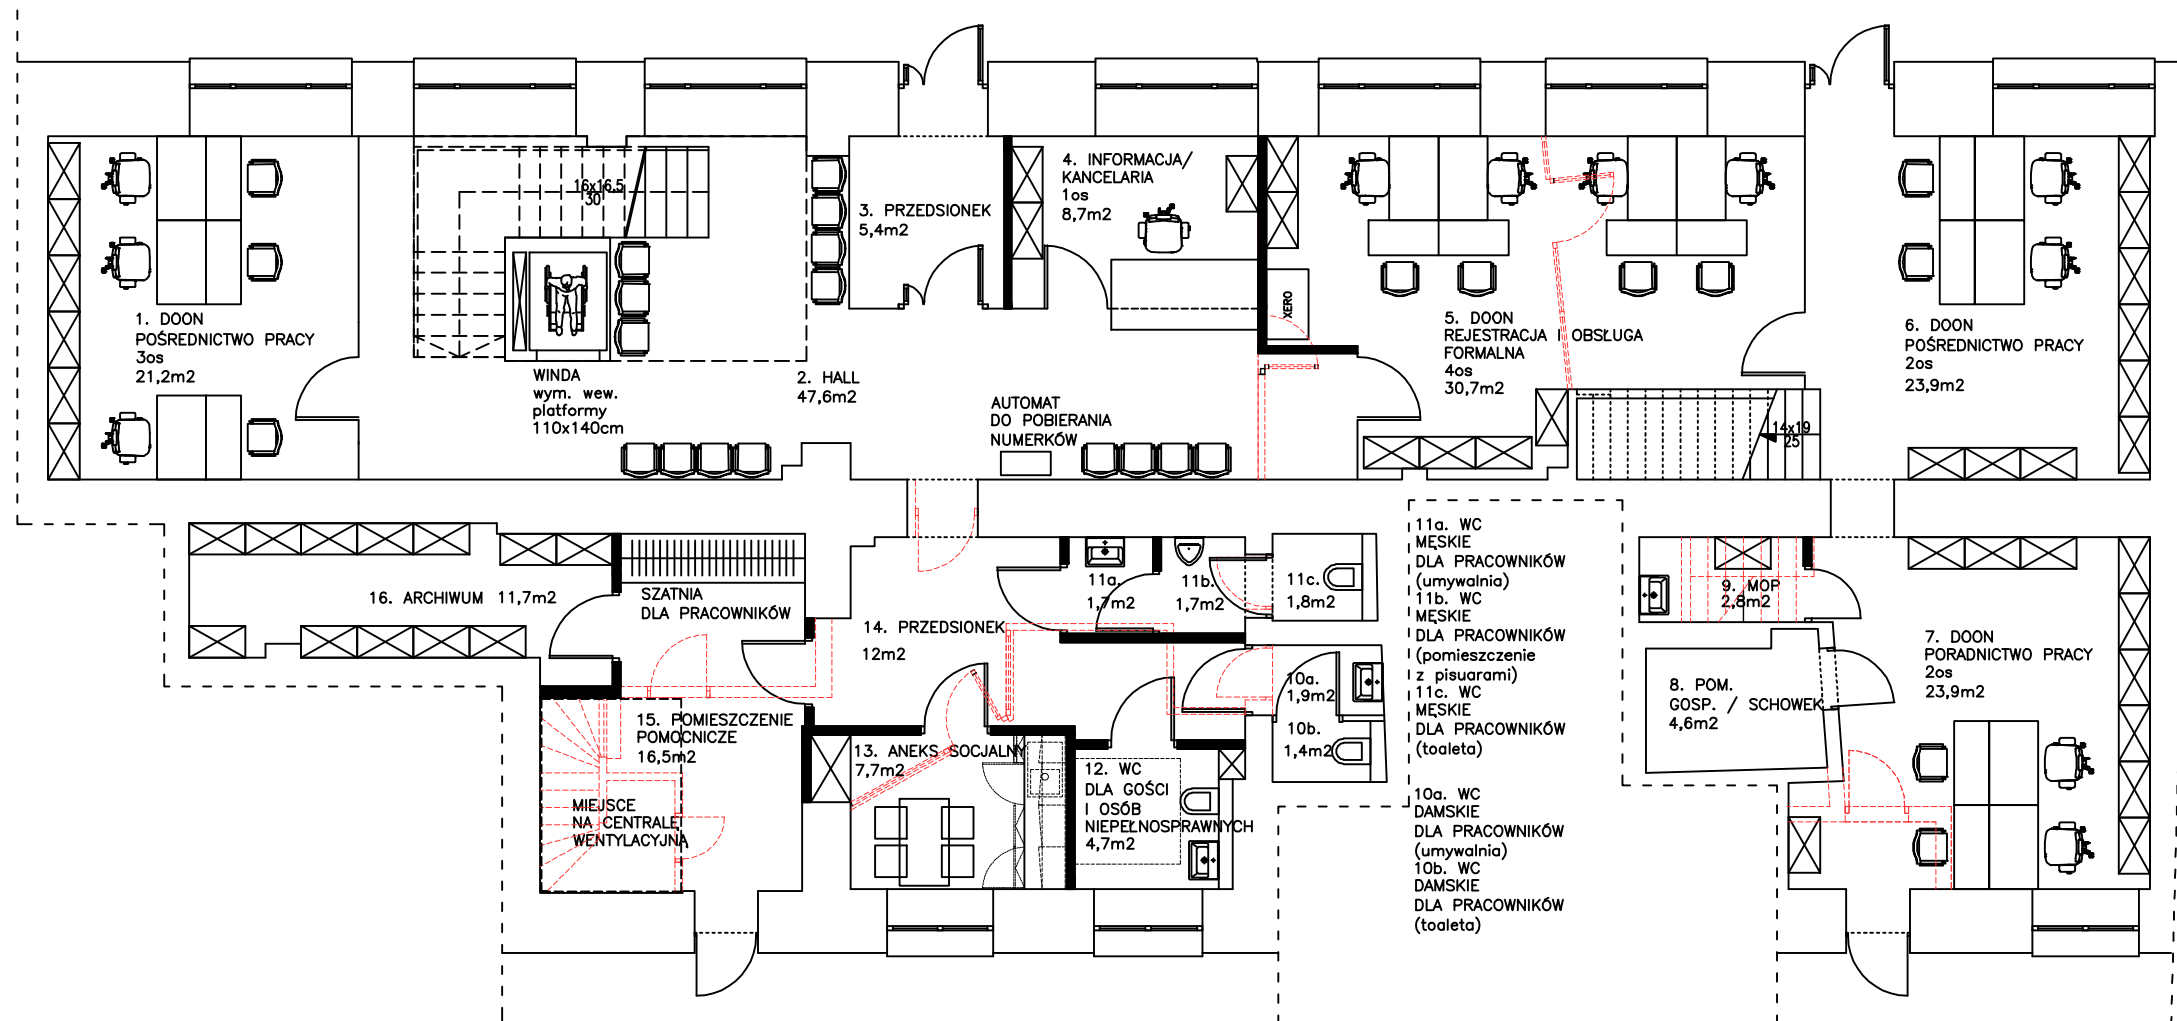 1. DOON
POŚREDNICTWO PRACY
3os
21,2m2
16x16,5
30
WINDA
wym. wew.
platformy
110x140cm
2. HALL
47,6m2
3. PRZEDSIONEK
5,4m2
4. INFORMACJA/
KANCELARIA
1os
8,7m2
AUTOMAT
DO POBIERANIA
NUMERKÓW
XERO
5. DOON
REJESTRACJA I OBSŁUGA
FORMALNA
4os
30,7m2
14x19
25
6. DOON
POŚREDNICTWO PRACY
2os
23,9m2
16. ARCHIWUM 11,7m2
SZATNIA
DLA PRACOWNIKÓW
14. PRZEDSIONEK
12m2
11a.
1,7m2
11b.
1,7m2
11c.
1,8m2
10a.
1,9m2
10b.
1,4m2
15. POMIESZCZENIE
POMOCNICZE
16,5m2
MIEJSCE
NA CENTRALĘ
WENTYLACYJNĄ
13. ANEKS SOCJALNY
7,7m2
12. WC
DLA GOŚCI
I OSÓB
NIEPEŁNOSPRAWNYCH
4,7m2
11a. WC
MĘSKIE
DLA PRACOWNIKÓW
(umywalnia)
11b. WC
MĘSKIE
DLA PRACOWNIKÓW
(pomieszczenie
z pisuarami)
11c. WC
MĘSKIE
DLA PRACOWNIKÓW
(toaleta)
10a. WC
DAMSKIE
DLA PRACOWNIKÓW
(umywalnia)
10b. WC
DAMSKIE
DLA PRACOWNIKÓW
(toaleta)
9. MOP
2,8m2
8. POM.
GOSP. / SCHOWEK
4,6m2
7. DOON
PORADNICTWO PRACY
2os
23,9m2